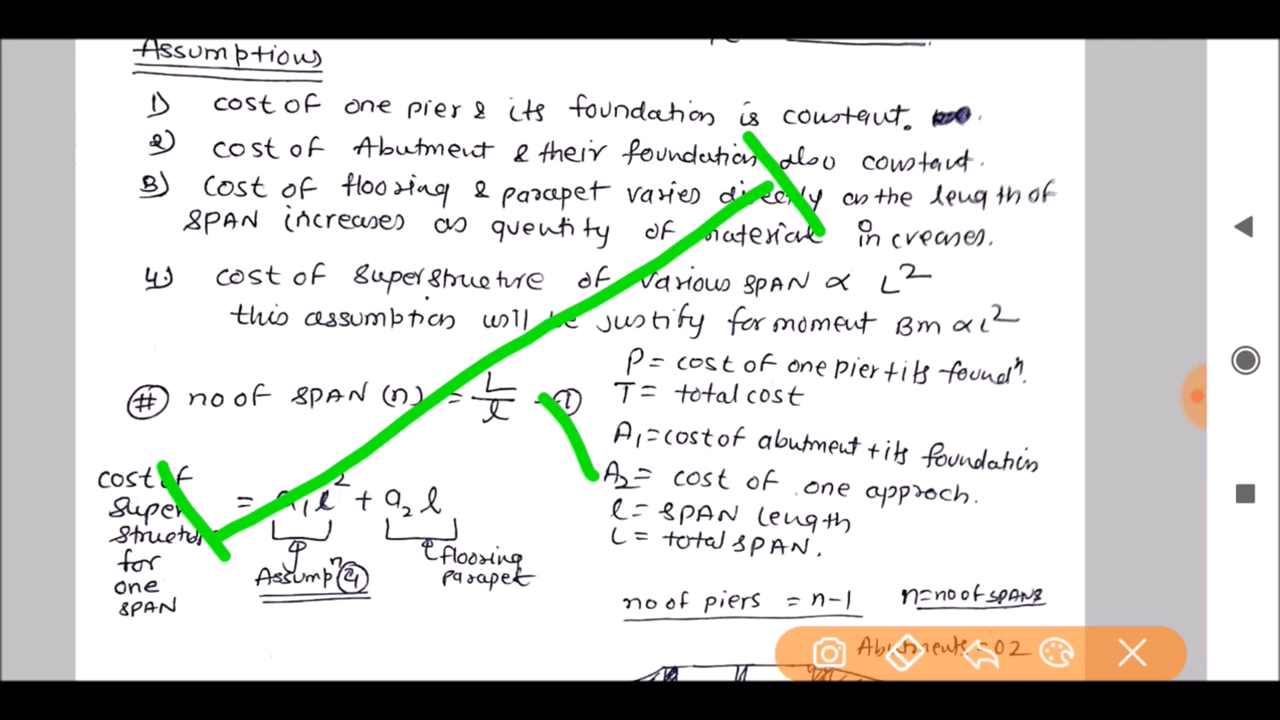 Assumptions
1) cost of one pier & its foundation is constant.
2) cost of Abutment & their foundation also constant.
3) cost of flooring & parapet varies directly as the length of
SPAN increases as quentity of material increases.
4) cost of superstructure of various SPAN ∝ L²
this assumption will be justify for moment Bm ∝ l²
# no of SPAN (n) = L/l - ①
P = cost of one pier + its foundⁿ.
T = total cost
A₁ = cost of abutment + its foundation
A₂ = cost of one approch.
l = SPAN length
L = total SPAN.
cost of
super
structure
for
one
SPAN
= a₁l² + a₂l
Assumpⁿ ④
flooring
parapet
no of piers = n-1
n = no of SPANS
Abutments = 02